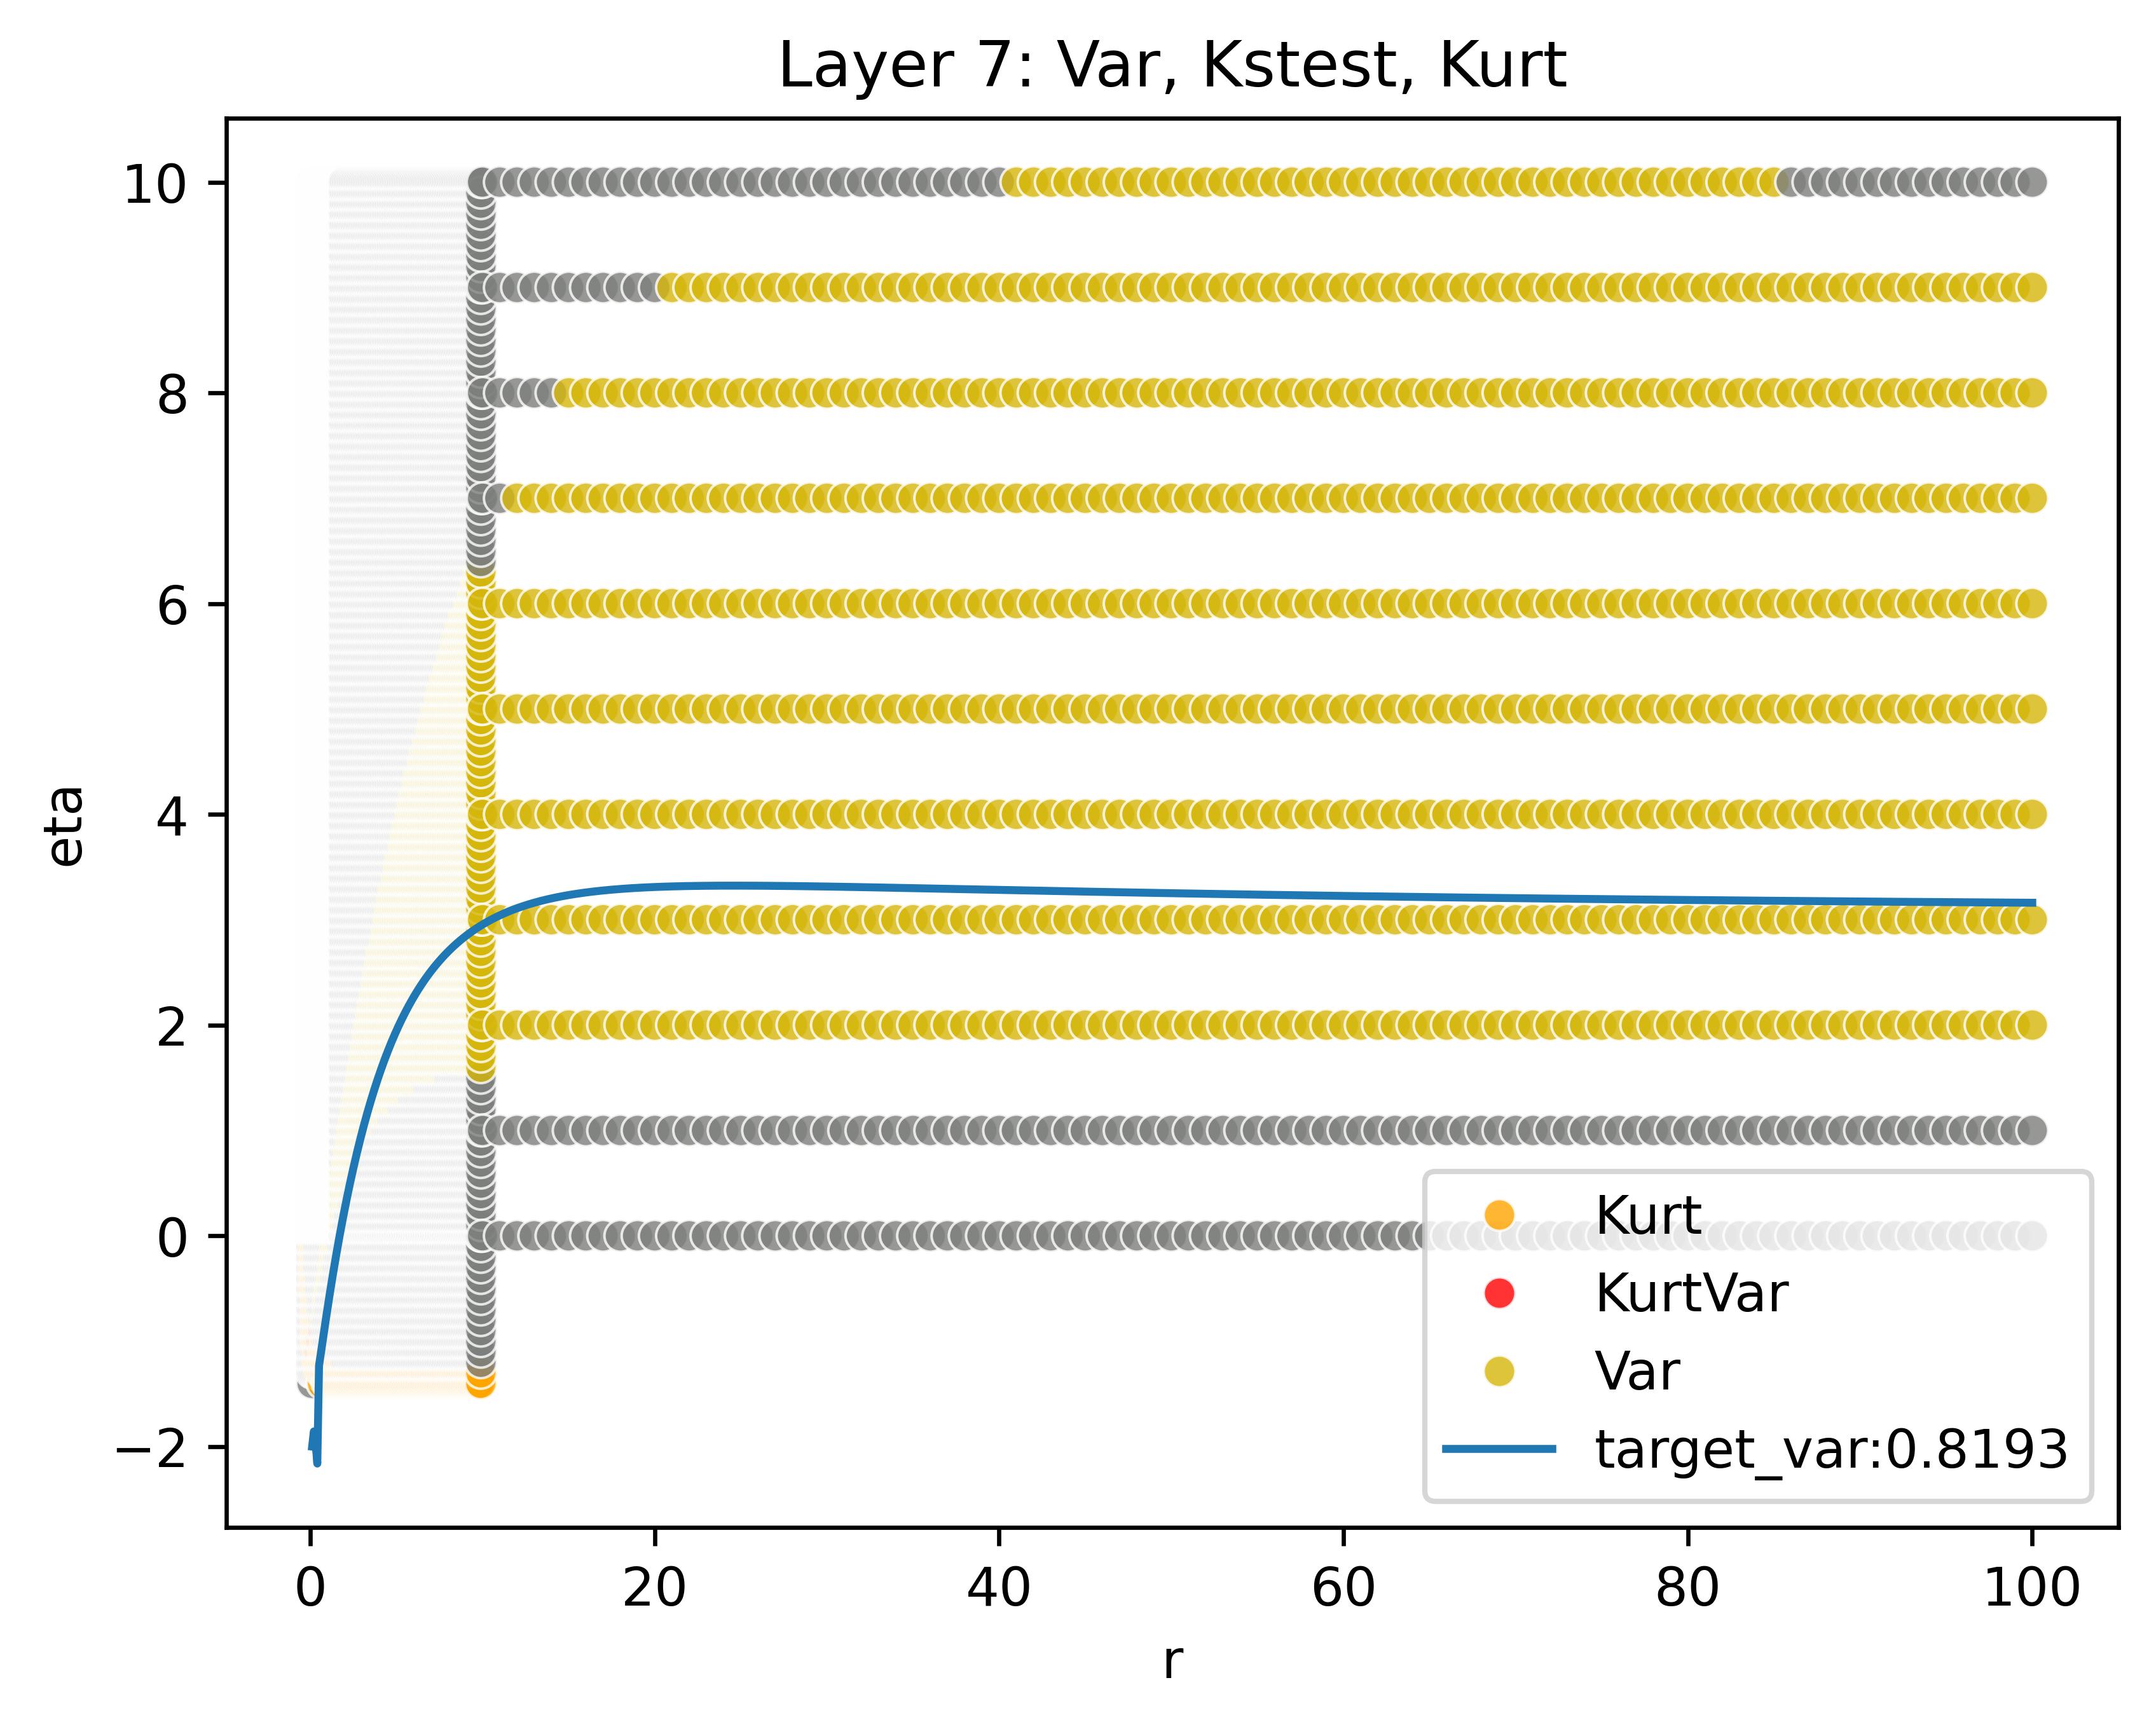 Layer 7: Var, Kstest, Kurt
10
8
6
4
2
0
−2
eta
0 20 40 60 80 100
r
Kurt
KurtVar
Var
target_var:0.8193